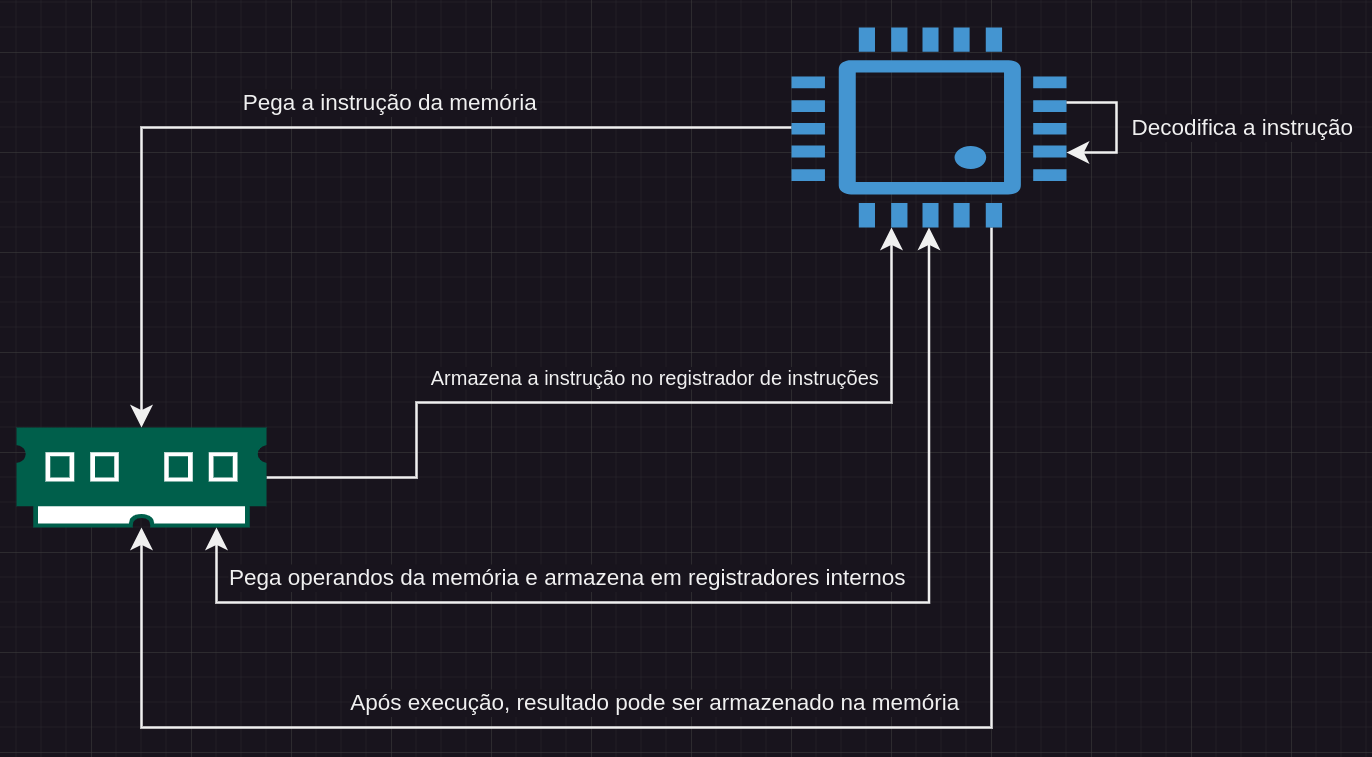 Pega a instrução da memória
Decodifica a instrução
Armazena a instrução no registrador de instruções
Pega operandos da memória e armazena em registradores internos
Após execução, resultado pode ser armazenado na memória